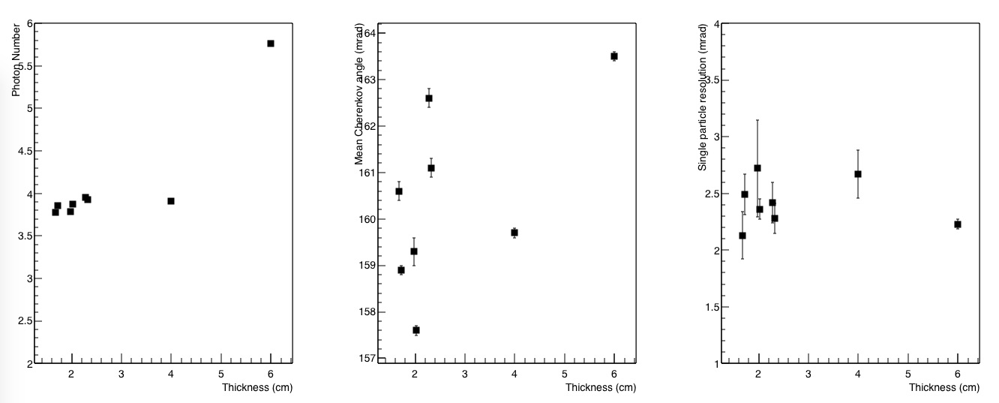 Photon Number
6
5.5
5
4.5
4
3.5
3
2.5
2
2 3 4 5 6
Thickness (cm)
Mean Cherenkov angle (mrad)
164
163
162
161
160
159
158
157
2 3 4 5 6
Thickness (cm)
Single particle resolution (mrad)
4
3.5
3
2.5
2
1.5
1
2 3 4 5 6
Thickness (cm)